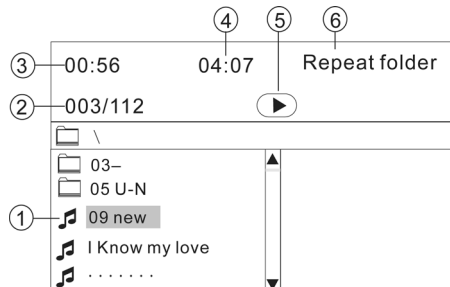 ④ ⑤ ⑥
③ 00:56 04:07 Repeat folder
② 003/112
\
03–
05 U-N
① 09 new
I Know my love
. . . . . . .